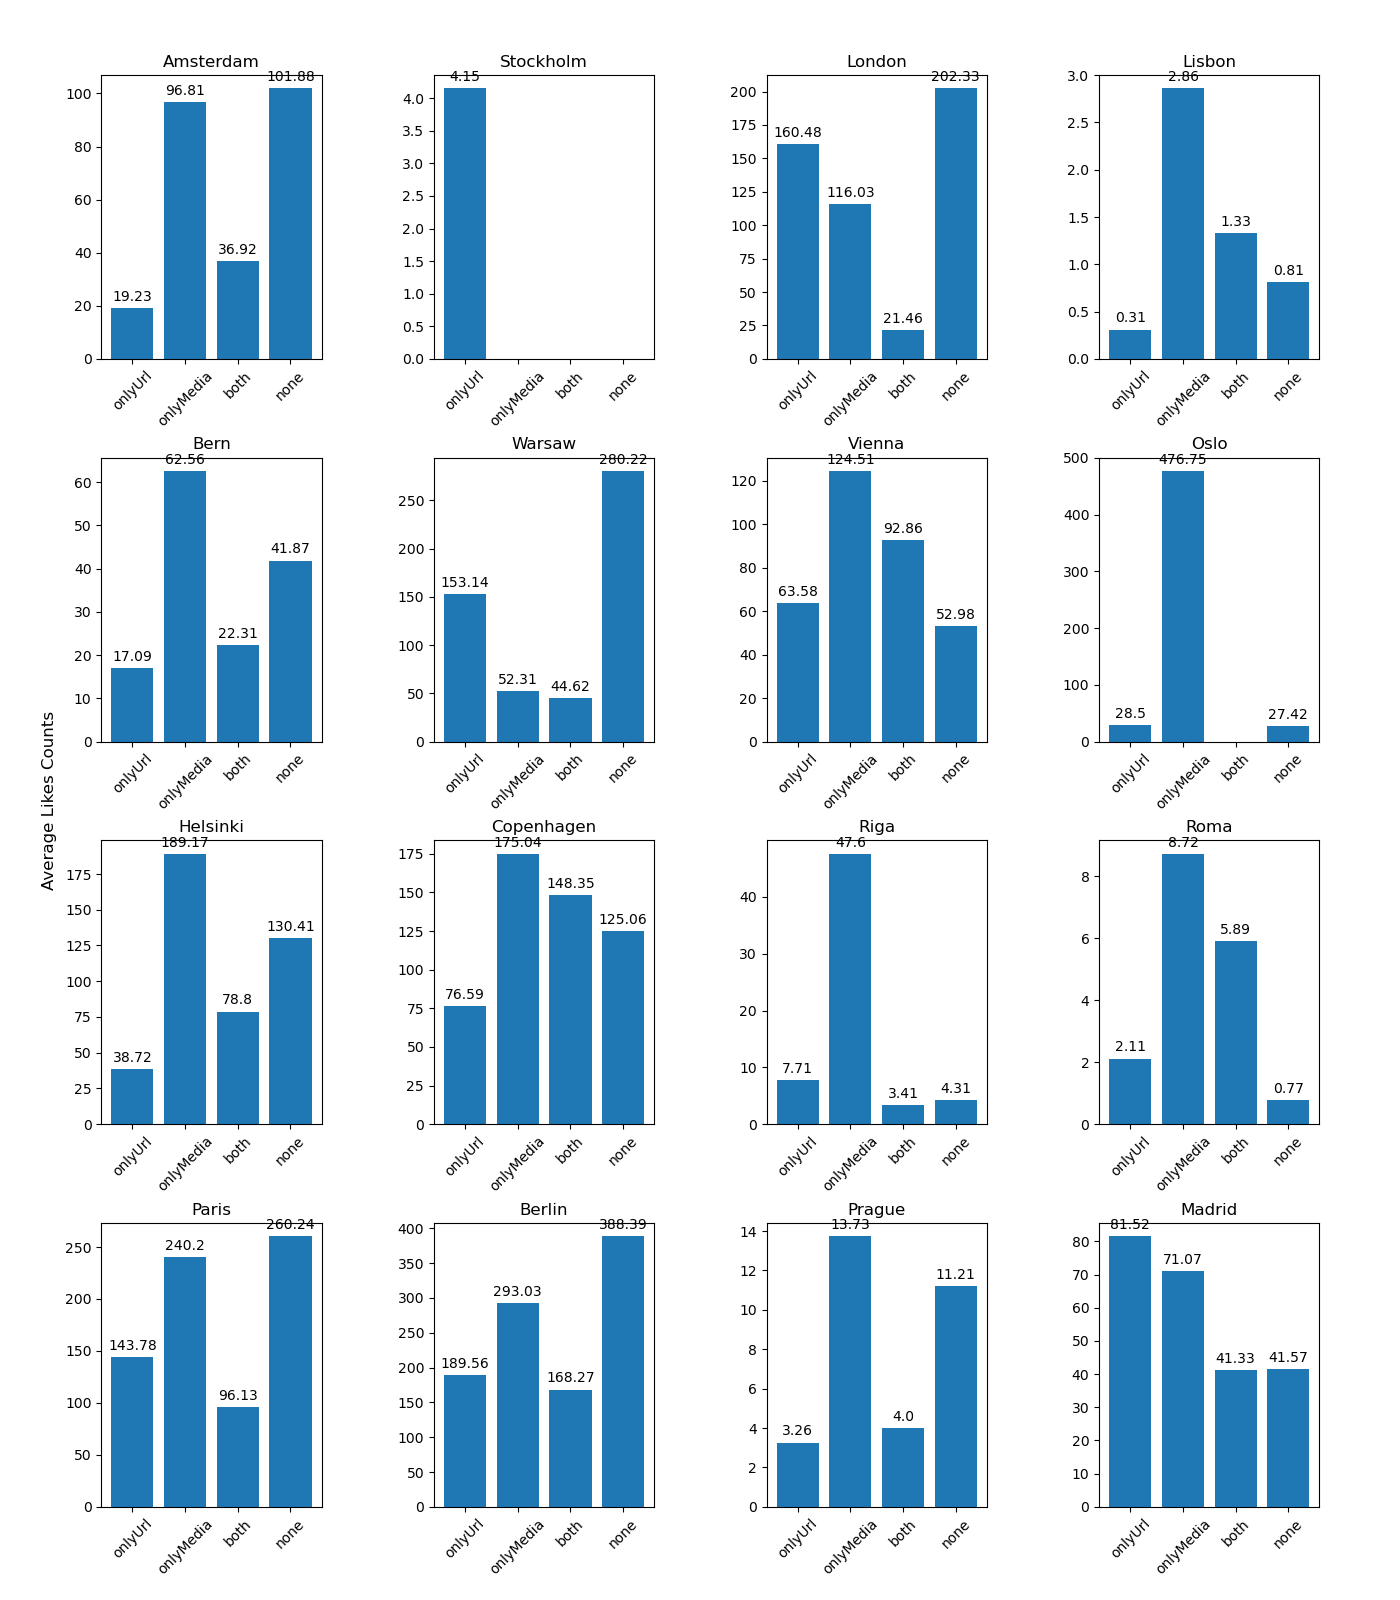 Average Likes Counts
Amsterdam
100
80
60
40
20
0
19.23
96.81
36.92
101.88
onlyUrl
onlyMedia
both
none
Stockholm
4.0
3.5
3.0
2.5
2.0
1.5
1.0
0.5
0.0
4.15
onlyUrl
onlyMedia
both
none
London
200
175
150
125
100
75
50
25
0
160.48
116.03
21.46
202.33
onlyUrl
onlyMedia
both
none
Lisbon
3.0
2.5
2.0
1.5
1.0
0.5
0.0
0.31
2.86
1.33
0.81
onlyUrl
onlyMedia
both
none
Bern
60
50
40
30
20
10
0
17.09
62.56
22.31
41.87
onlyUrl
onlyMedia
both
none
Warsaw
250
200
150
100
50
0
153.14
52.31
44.62
280.22
onlyUrl
onlyMedia
both
none
Vienna
120
100
80
60
40
20
0
63.58
124.51
92.86
52.98
onlyUrl
onlyMedia
both
none
Oslo
500
400
300
200
100
0
28.5
476.75
27.42
onlyUrl
onlyMedia
both
none
Helsinki
175
150
125
100
75
50
25
0
38.72
189.17
78.8
130.41
onlyUrl
onlyMedia
both
none
Copenhagen
175
150
125
100
75
50
25
0
76.59
175.04
148.35
125.06
onlyUrl
onlyMedia
both
none
Riga
40
30
20
10
0
7.71
47.6
3.41
4.31
onlyUrl
onlyMedia
both
none
Roma
8
6
4
2
0
2.11
8.72
5.89
0.77
onlyUrl
onlyMedia
both
none
Paris
250
200
150
100
50
0
143.78
240.2
96.13
260.24
onlyUrl
onlyMedia
both
none
Berlin
400
350
300
250
200
150
100
50
0
189.56
293.03
168.27
388.39
onlyUrl
onlyMedia
both
none
Prague
14
12
10
8
6
4
2
0
3.26
13.73
4.0
11.21
onlyUrl
onlyMedia
both
none
Madrid
80
70
60
50
40
30
20
10
0
81.52
71.07
41.33
41.57
onlyUrl
onlyMedia
both
none